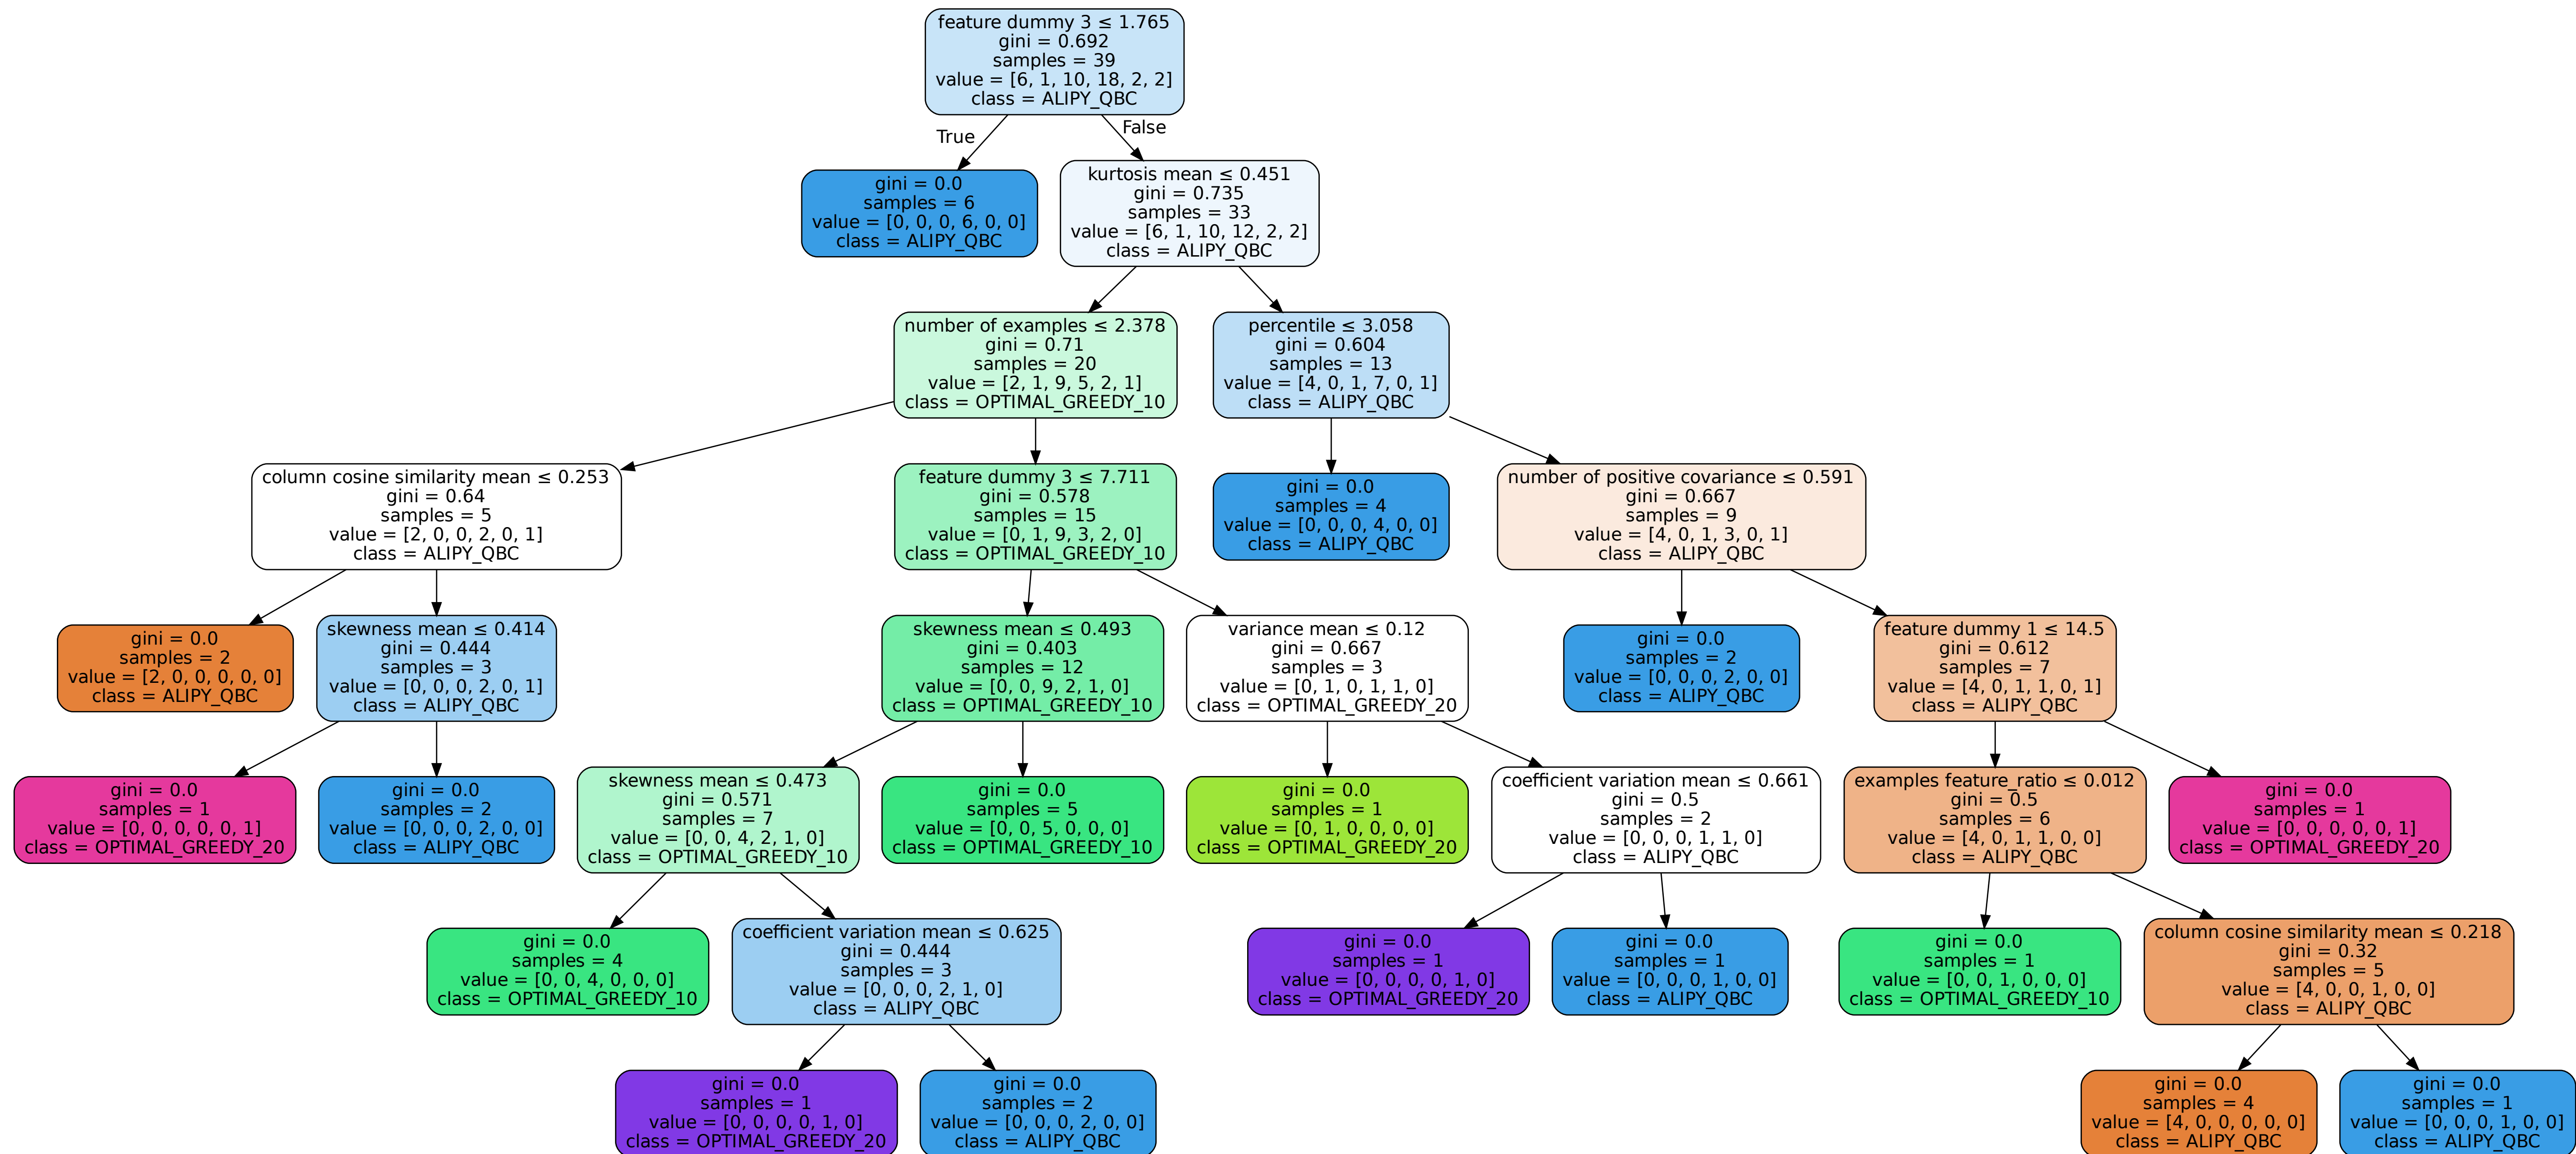 feature dummy 3 ≤ 1.765
gini = 0.692
samples = 39
value = [6, 1, 10, 18, 2, 2]
class = ALIPY_QBC
True
False
gini = 0.0
samples = 6
value = [0, 0, 0, 6, 0, 0]
class = ALIPY_QBC
kurtosis mean ≤ 0.451
gini = 0.735
samples = 33
value = [6, 1, 10, 12, 2, 2]
class = ALIPY_QBC
number of examples ≤ 2.378
gini = 0.71
samples = 20
value = [2, 1, 9, 5, 2, 1]
class = OPTIMAL_GREEDY_10
percentile ≤ 3.058
gini = 0.604
samples = 13
value = [4, 0, 1, 7, 0, 1]
class = ALIPY_QBC
column cosine similarity mean ≤ 0.253
gini = 0.64
samples = 5
value = [2, 0, 0, 2, 0, 1]
class = ALIPY_QBC
feature dummy 3 ≤ 7.711
gini = 0.578
samples = 15
value = [0, 1, 9, 3, 2, 0]
class = OPTIMAL_GREEDY_10
gini = 0.0
samples = 4
value = [0, 0, 0, 4, 0, 0]
class = ALIPY_QBC
number of positive covariance ≤ 0.591
gini = 0.667
samples = 9
value = [4, 0, 1, 3, 0, 1]
class = ALIPY_QBC
gini = 0.0
samples = 2
value = [2, 0, 0, 0, 0, 0]
class = ALIPY_QBC
skewness mean ≤ 0.414
gini = 0.444
samples = 3
value = [0, 0, 0, 2, 0, 1]
class = ALIPY_QBC
skewness mean ≤ 0.493
gini = 0.403
samples = 12
value = [0, 0, 9, 2, 1, 0]
class = OPTIMAL_GREEDY_10
variance mean ≤ 0.12
gini = 0.667
samples = 3
value = [0, 1, 0, 1, 1, 0]
class = OPTIMAL_GREEDY_20
gini = 0.0
samples = 2
value = [0, 0, 0, 2, 0, 0]
class = ALIPY_QBC
feature dummy 1 ≤ 14.5
gini = 0.612
samples = 7
value = [4, 0, 1, 1, 0, 1]
class = ALIPY_QBC
gini = 0.0
samples = 1
value = [0, 0, 0, 0, 0, 1]
class = OPTIMAL_GREEDY_20
gini = 0.0
samples = 2
value = [0, 0, 0, 2, 0, 0]
class = ALIPY_QBC
skewness mean ≤ 0.473
gini = 0.571
samples = 7
value = [0, 0, 4, 2, 1, 0]
class = OPTIMAL_GREEDY_10
gini = 0.0
samples = 5
value = [0, 0, 5, 0, 0, 0]
class = OPTIMAL_GREEDY_10
gini = 0.0
samples = 1
value = [0, 1, 0, 0, 0, 0]
class = OPTIMAL_GREEDY_20
coefficient variation mean ≤ 0.661
gini = 0.5
samples = 2
value = [0, 0, 0, 1, 1, 0]
class = ALIPY_QBC
examples feature_ratio ≤ 0.012
gini = 0.5
samples = 6
value = [4, 0, 1, 1, 0, 0]
class = ALIPY_QBC
gini = 0.0
samples = 1
value = [0, 0, 0, 0, 0, 1]
class = OPTIMAL_GREEDY_20
gini = 0.0
samples = 4
value = [0, 0, 4, 0, 0, 0]
class = OPTIMAL_GREEDY_10
coefficient variation mean ≤ 0.625
gini = 0.444
samples = 3
value = [0, 0, 0, 2, 1, 0]
class = ALIPY_QBC
gini = 0.0
samples = 1
value = [0, 0, 0, 0, 1, 0]
class = OPTIMAL_GREEDY_20
gini = 0.0
samples = 1
value = [0, 0, 0, 1, 0, 0]
class = ALIPY_QBC
gini = 0.0
samples = 1
value = [0, 0, 1, 0, 0, 0]
class = OPTIMAL_GREEDY_10
column cosine similarity mean ≤ 0.218
gini = 0.32
samples = 5
value = [4, 0, 0, 1, 0, 0]
class = ALIPY_QBC
gini = 0.0
samples = 1
value = [0, 0, 0, 0, 1, 0]
class = OPTIMAL_GREEDY_20
gini = 0.0
samples = 2
value = [0, 0, 0, 2, 0, 0]
class = ALIPY_QBC
gini = 0.0
samples = 4
value = [4, 0, 0, 0, 0, 0]
class = ALIPY_QBC
gini = 0.0
samples = 1
value = [0, 0, 0, 1, 0, 0]
class = ALIPY_QBC